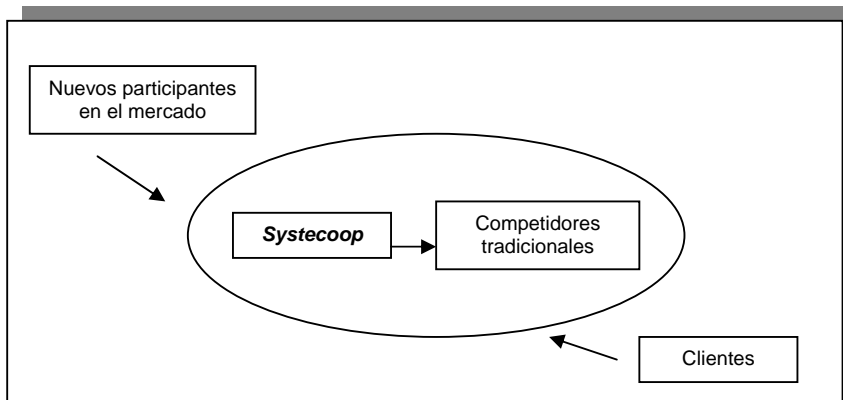 Nuevos participantes
en el mercado
Systecoop
Competidores
tradicionales
Clientes